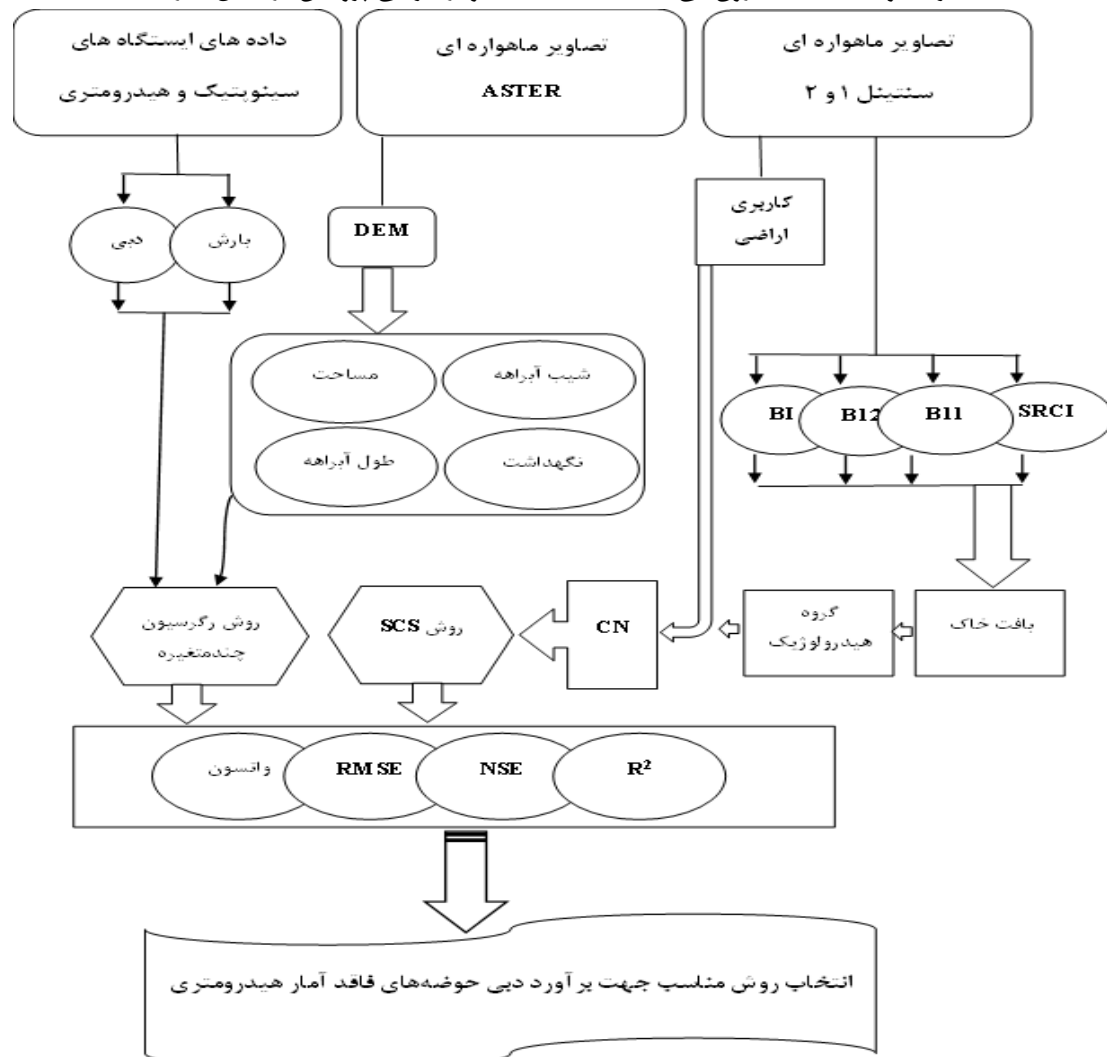 داده های ایستگاه های
سینوپتیک و هیدرومتری
تصاویر ماهواره ای
ASTER
تصاویر ماهواره ای
سنتینل ۱ و ۲
کاربری
اراضی
DEM
دبی
بارش
مساحت
شیب آبراهه
طول آبراهه
نگهداشت
BI
B12
B11
SRCI
روش رگرسیون
چندمتغیره
روش SCS
CN
گروه
هیدرولوژیک
بافت خاک
واتسون
RMSE
NSE
R²
انتخاب روش مناسب جهت برآورد دبی حوضه‌های فاقد آمار هیدرومتری